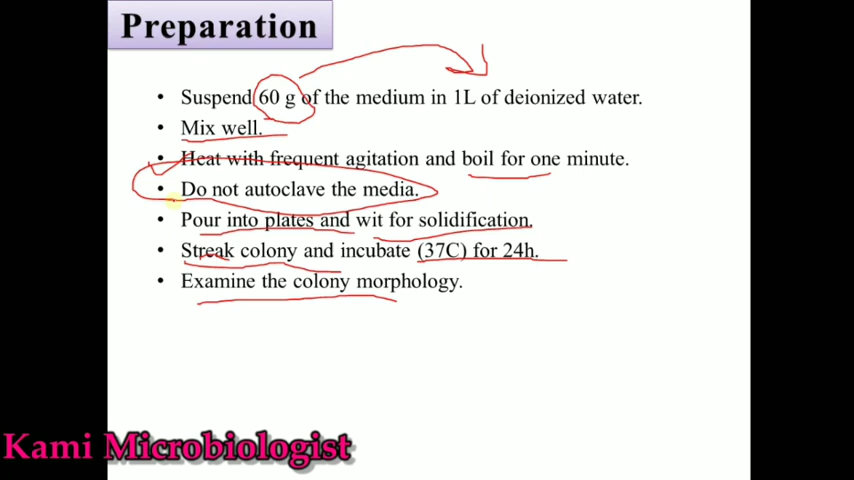 Preparation
• Suspend 60 g of the medium in 1L of deionized water.
• Mix well.
• Heat with frequent agitation and boil for one minute.
• Do not autoclave the media.
• Pour into plates and wit for solidification.
• Streak colony and incubate (37C) for 24h.
• Examine the colony morphology.
Kami Microbiologist